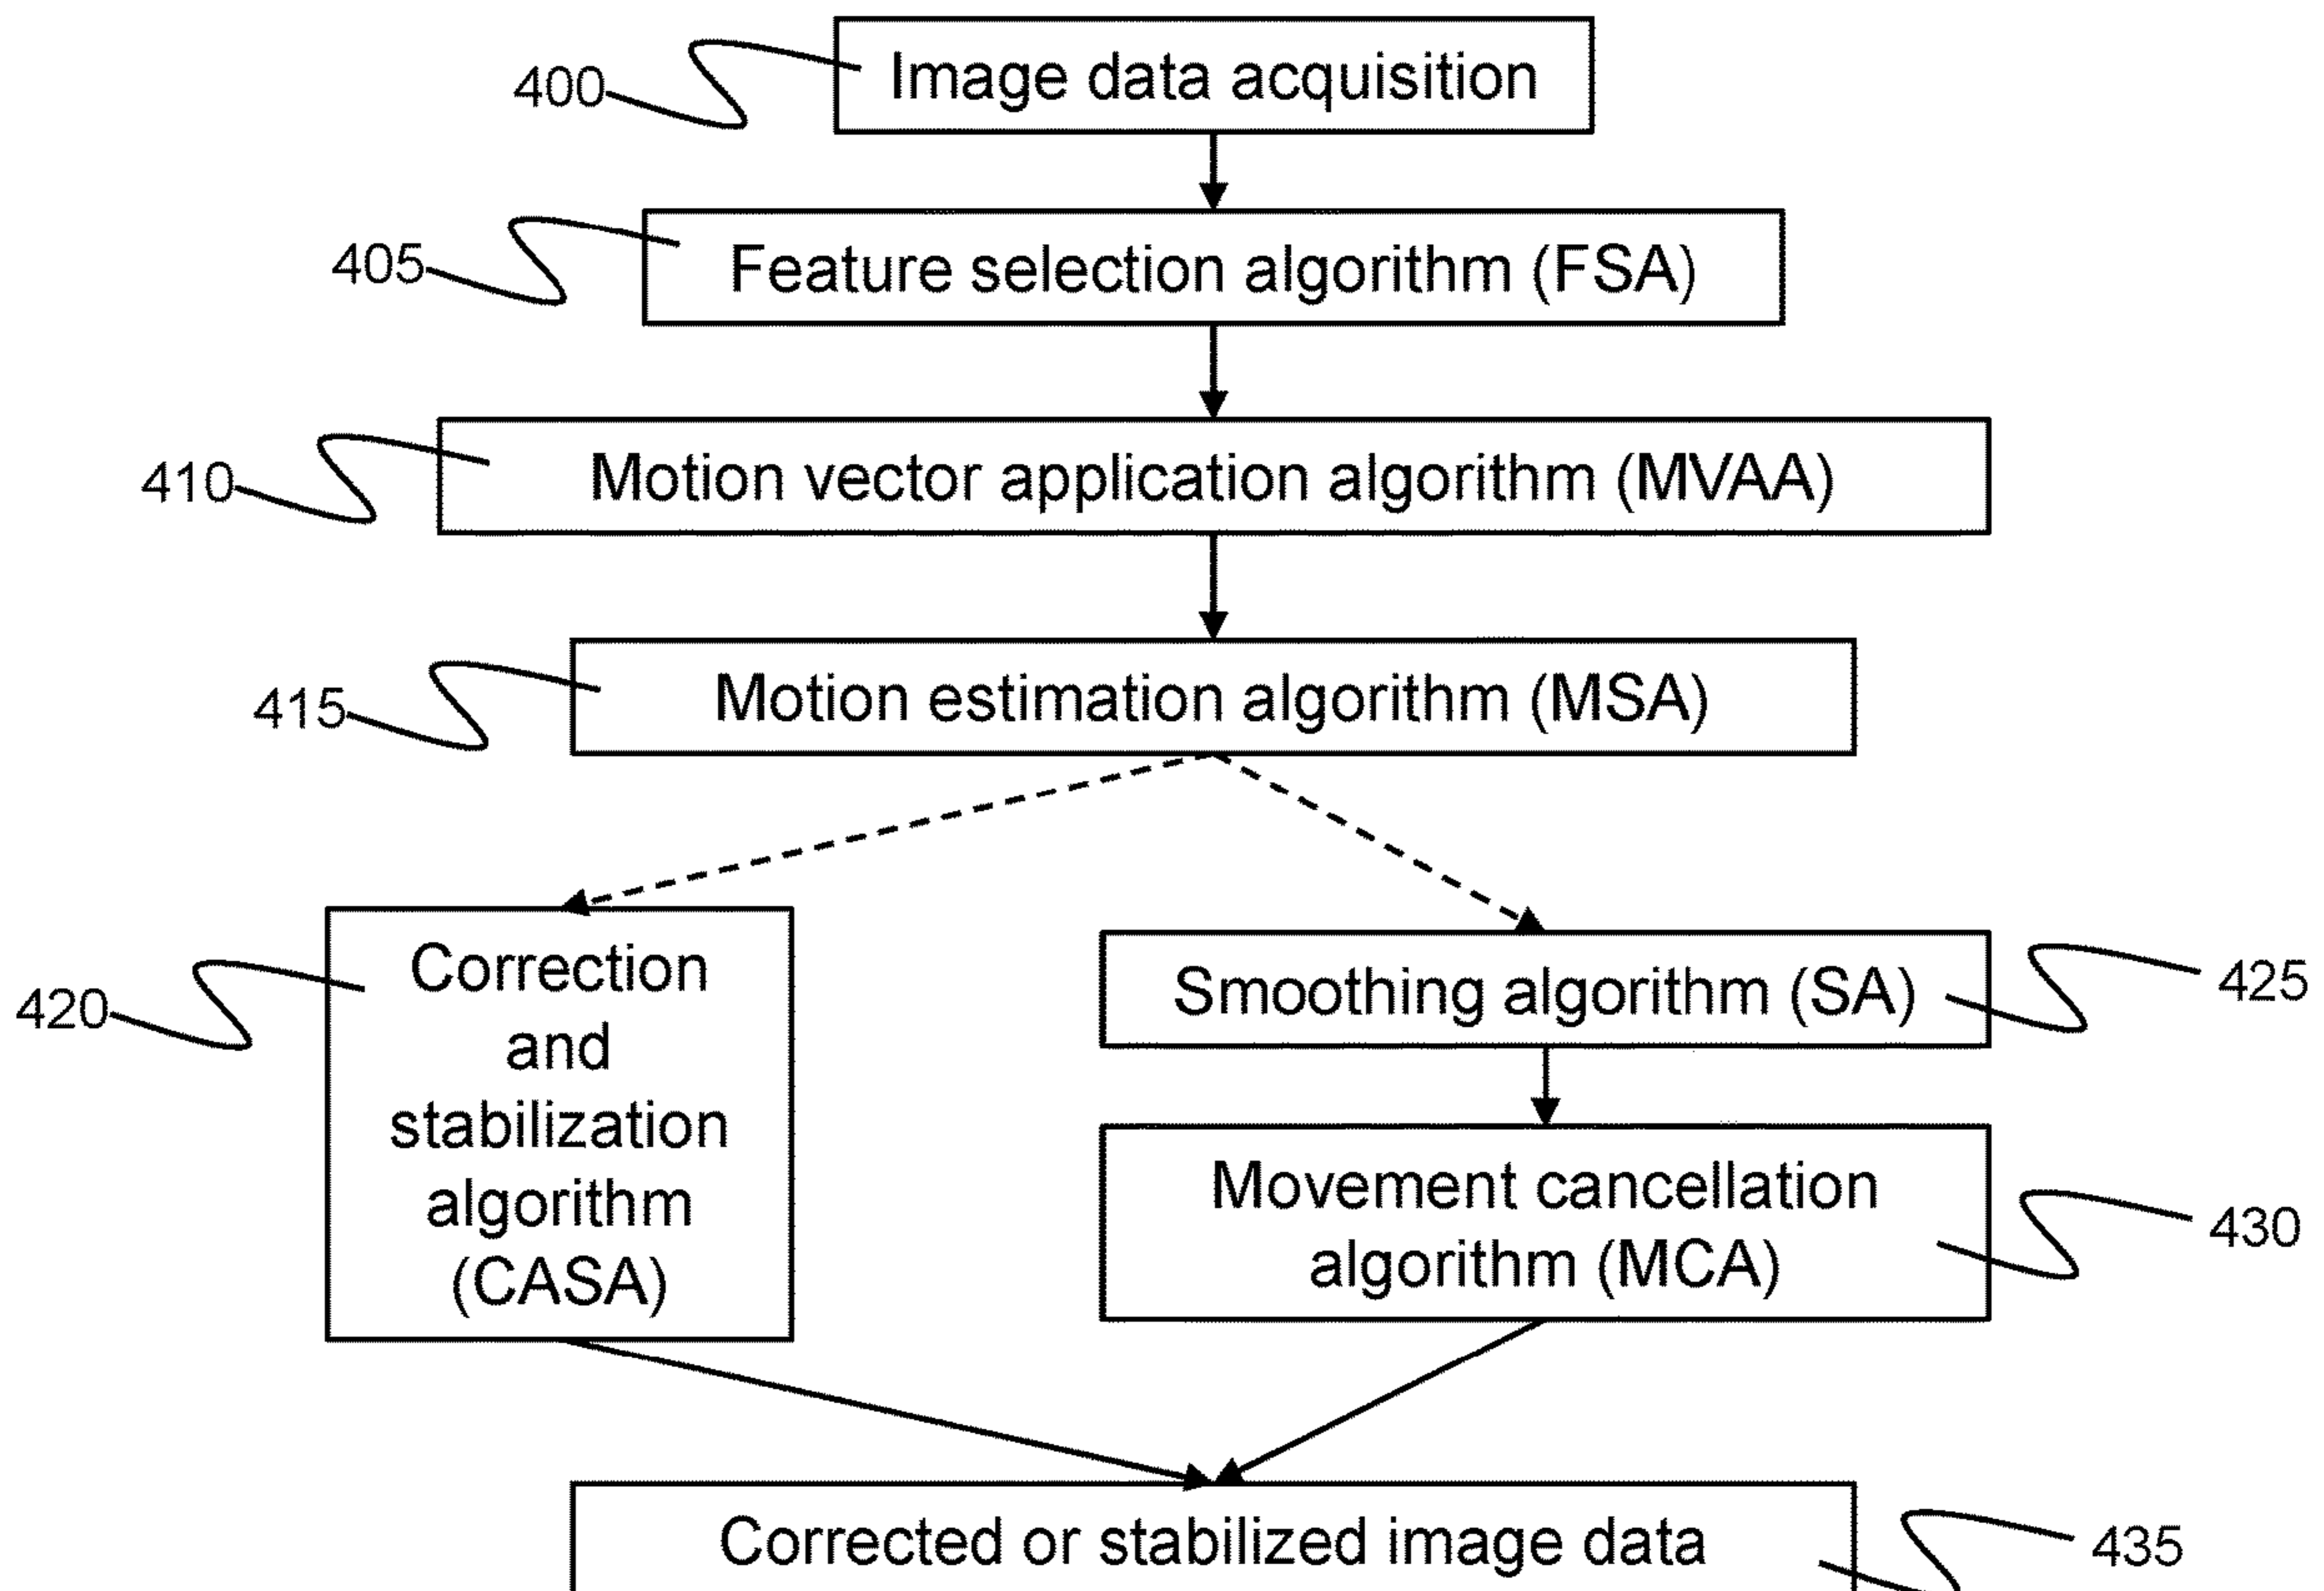 400
Image data acquisition
405
Feature selection algorithm (FSA)
410
Motion vector application algorithm (MVAA)
415
Motion estimation algorithm (MSA)
420
Correction
and
stabilization
algorithm
(CASA)
Smoothing algorithm (SA)
425
Movement cancellation
algorithm (MCA)
430
Corrected or stabilized image data
435